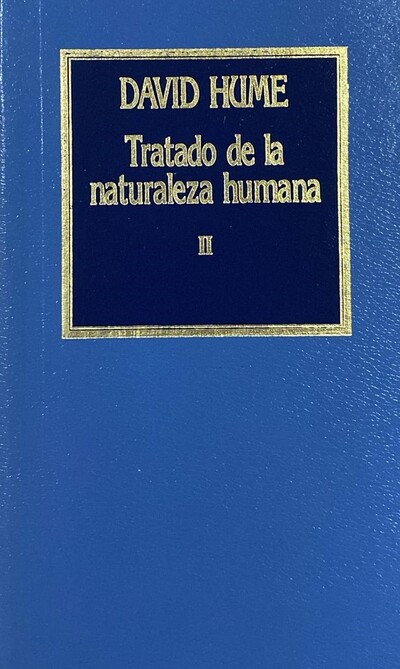 DAVID HUME
Tratado de la
naturaleza humana
II